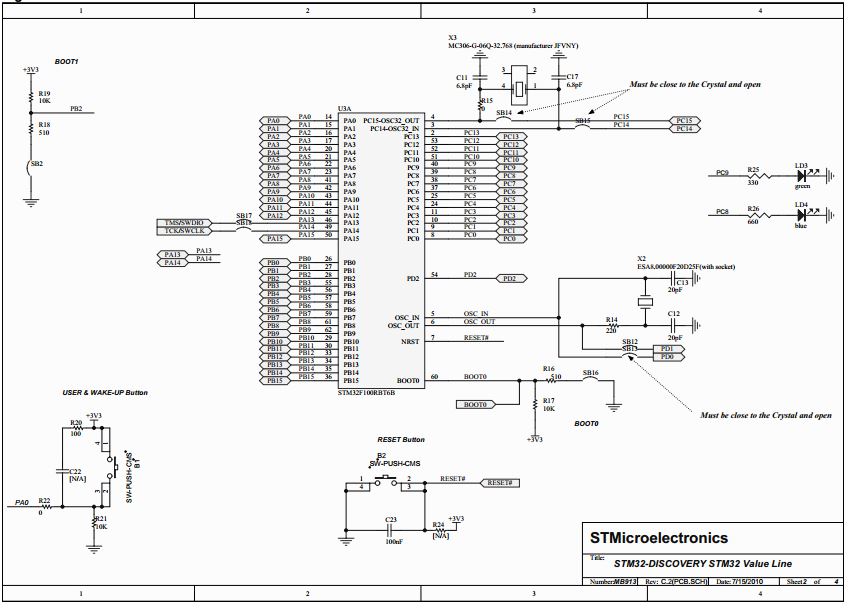 1 2 3 4
BOOT1
+3V3
R19
10K
PB2
R18
510
SB2
X3
MC306-G-06Q-32.768 (manufacturer JFVNY)
C11
6.8pF
3 2
4 1
C17
6.8pF
R15
0
SB14
Must be close to the Crystal and open
SB15
PC15 PC15
PC14 PC14
U3A
PA0 PA0 14 PA0 PC15-OSC32_OUT 4
PA1 PA1 15 PA1 PC14-OSC32_IN 3
PA2 PA2 16 PA2 PC13 2 PC13 PC13
PA3 PA3 17 PA3 PC12 53 PC12 PC12
PA4 PA4 20 PA4 PC11 52 PC11 PC11
PA5 PA5 21 PA5 PC10 51 PC10 PC10
PA6 PA6 22 PA6 PC9 40 PC9 PC9
PA7 PA7 23 PA7 PC8 39 PC8 PC8
PA8 PA8 41 PA8 PC7 38 PC7 PC7
PA9 PA9 42 PA9 PC6 37 PC6 PC6
PA10 PA10 43 PA10 PC5 25 PC5 PC5
PA11 PA11 44 PA11 PC4 24 PC4 PC4
PA12 PA12 45 PA12 PC3 11 PC3 PC3
TMS/SWDIO SB17 PA13 46 PA13 PC2 10 PC2 PC2
TCK/SWCLK SB18 PA14 49 PA14 PC1 9 PC1 PC1
PA15 PA15 50 PA15 PC0 8 PC0 PC0
PA13 PA13
PA14 PA14
PB0 PB0 26 PB0
PB1 PB1 27 PB1
PB2 PB2 28 PB2 PD2 54 PD2 PD2
PB3 PB3 55 PB3
PB4 PB4 56 PB4
PB5 PB5 57 PB5
PB6 PB6 58 PB6
PB7 PB7 59 PB7 OSC_IN 5 OSC_IN
PB8 PB8 61 PB8 OSC_OUT 6 OSC_OUT
PB9 PB9 62 PB9
PB10 PB10 29 PB10 NRST 7 RESET#
PB11 PB11 30 PB11
PB12 PB12 33 PB12
PB13 PB13 34 PB13
PB14 PB14 35 PB14
PB15 PB15 36 PB15 BOOT0 60 BOOT0
STM32F100RBT6B
PC9
R25
330
LD3
green
PC8
R26
660
LD4
blue
X2
ESA8.00000F20D25F(with socket)
C13
20pF
R14
220
C12
20pF
SB12 PD1
SB13 PD0
Must be close to the Crystal and open
R16
510
SB16
BOOT0
R17
10K
+3V3
BOOT0
USER & WAKE-UP Button
+3V3
R20
100
4 1
C22
[N/A]
3 2
SW-PUSH-CMS
B1
PA0
R22
0
R21
10K
RESET Button
B2
SW-PUSH-CMS
1 2
4 3
RESET# RESET#
C23
100nF
R24
[N/A]
+3V3
STMicroelectronics
Title:
STM32-DISCOVERY STM32 Value Line
Number:MB913 Rev: C.2(PCB.SCH) Date:7/15/2010 Sheet 2 of 4
1 2 3 4